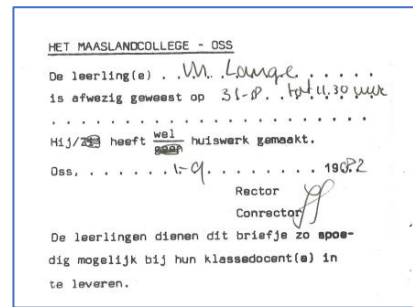 HET MAASLANDCOLLEGE - OSS
De leerling(e) . . M. Lange . . . . . .
is afwezig geweest op 31-8. . tot 11.30 uur
. . . . . . . . . . . . . . . . . . . . . . .
Hij/Zij heeft wel/geen huiswerk gemaakt.
Oss. . . . . . . 1-9 . . . . . . . . 1982
Rector
Conrector
De leerlingen dienen dit briefje zo spoe-
dig mogelijk bij hun klassedocent(e) in
te leveren.